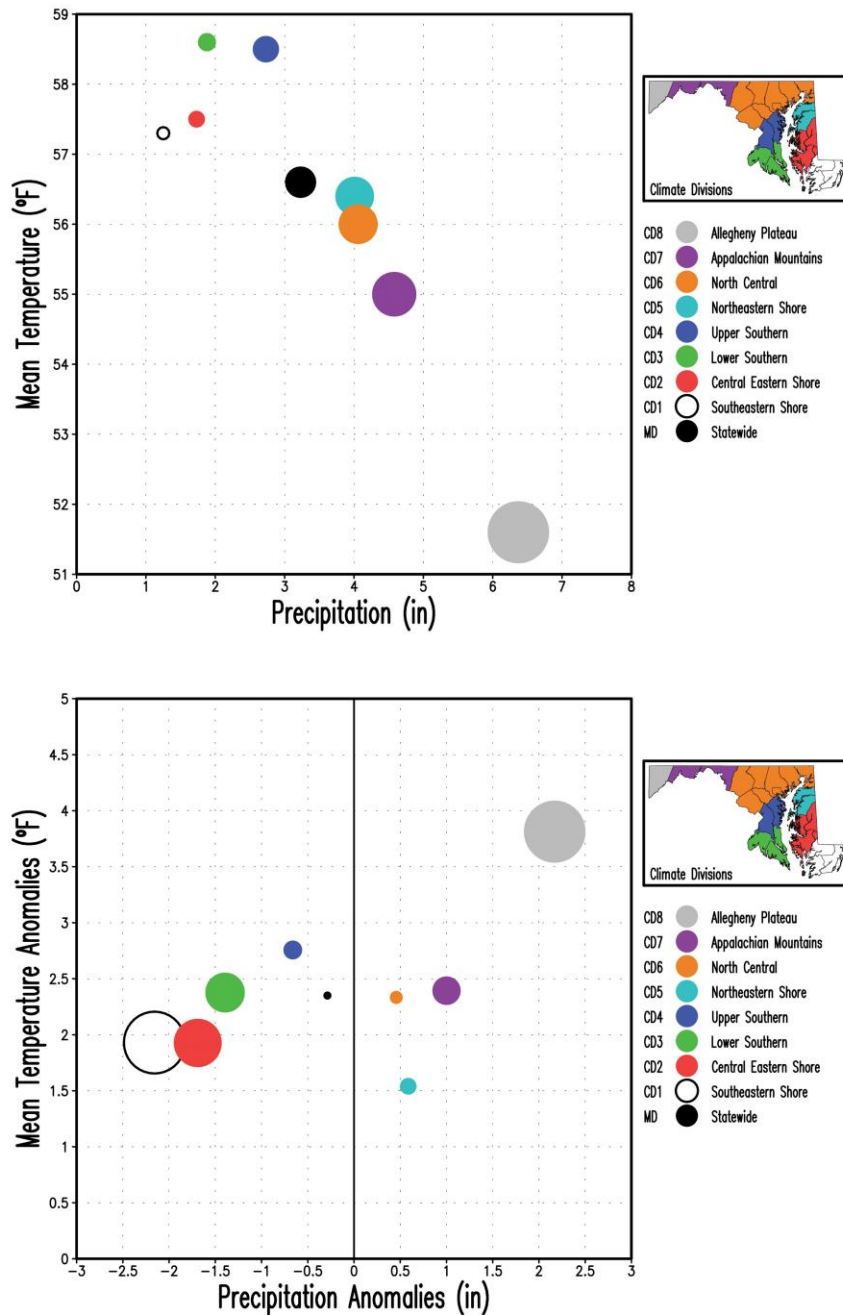 59
58
57
56
55
54
53
52
51
Mean Temperature (ºF)
0 1 2 3 4 5 6 7 8
Precipitation (in)
Climate Divisions
CD8 Allegheny Plateau
CD7 Appalachian Mountains
CD6 North Central
CD5 Northeastern Shore
CD4 Upper Southern
CD3 Lower Southern
CD2 Central Eastern Shore
CD1 Southeastern Shore
MD Statewide
5
4.5
4
3.5
3
2.5
2
1.5
1
0.5
0
Mean Temperature Anomalies (ºF)
-3 -2.5 -2 -1.5 -1 -0.5 0 0.5 1 1.5 2 2.5 3
Precipitation Anomalies (in)
Climate Divisions
CD8 Allegheny Plateau
CD7 Appalachian Mountains
CD6 North Central
CD5 Northeastern Shore
CD4 Upper Southern
CD3 Lower Southern
CD2 Central Eastern Shore
CD1 Southeastern Shore
MD Statewide